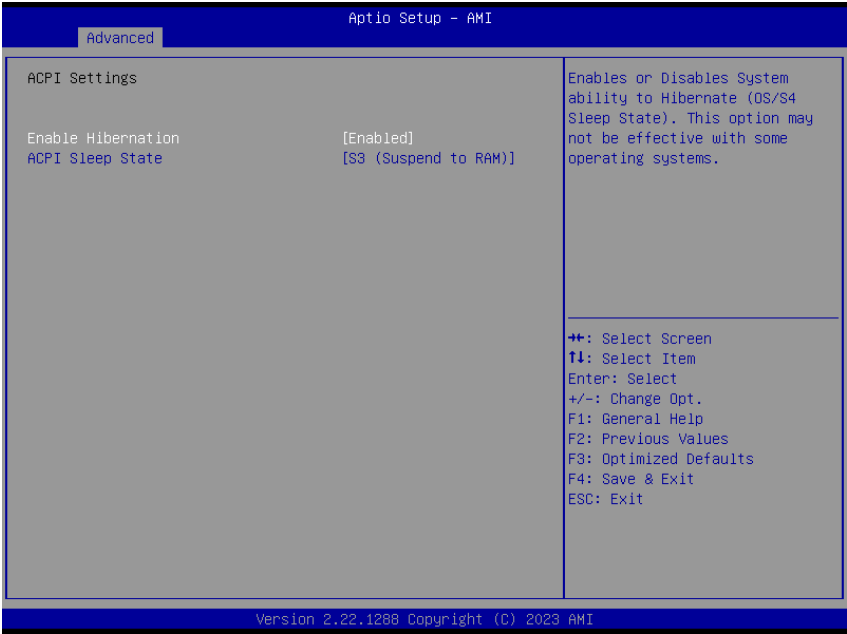 Aptio Setup – AMI
Advanced
ACPI Settings
Enable Hibernation [Enabled]
ACPI Sleep State [S3 (Suspend to RAM)]
Enables or Disables System
ability to Hibernate (OS/S4
Sleep State). This option may
not be effective with some
operating systems.
→←: Select Screen
↑↓: Select Item
Enter: Select
+/-: Change Opt.
F1: General Help
F2: Previous Values
F3: Optimized Defaults
F4: Save & Exit
ESC: Exit
Version 2.22.1288 Copyright (C) 2023 AMI